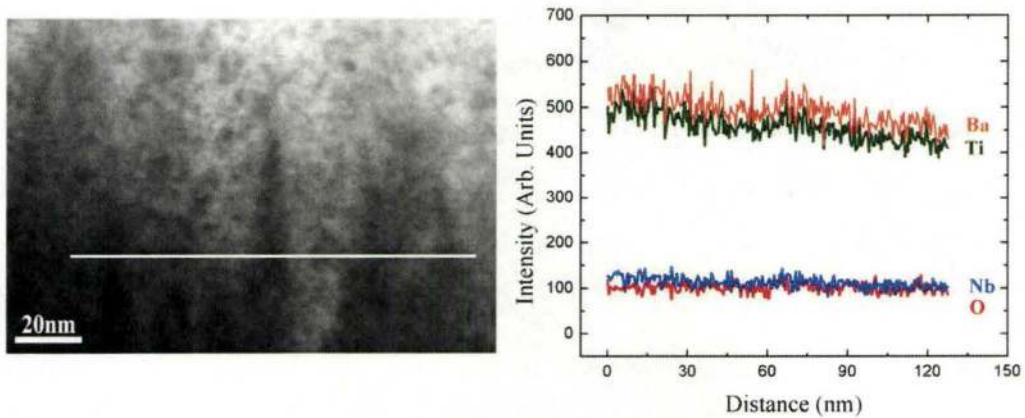 20nm
Intensity (Arb. Units)
700
600
500
400
300
200
100
0
Ba
Ti
Nb
O
0 30 60 90 120 150
Distance (nm)